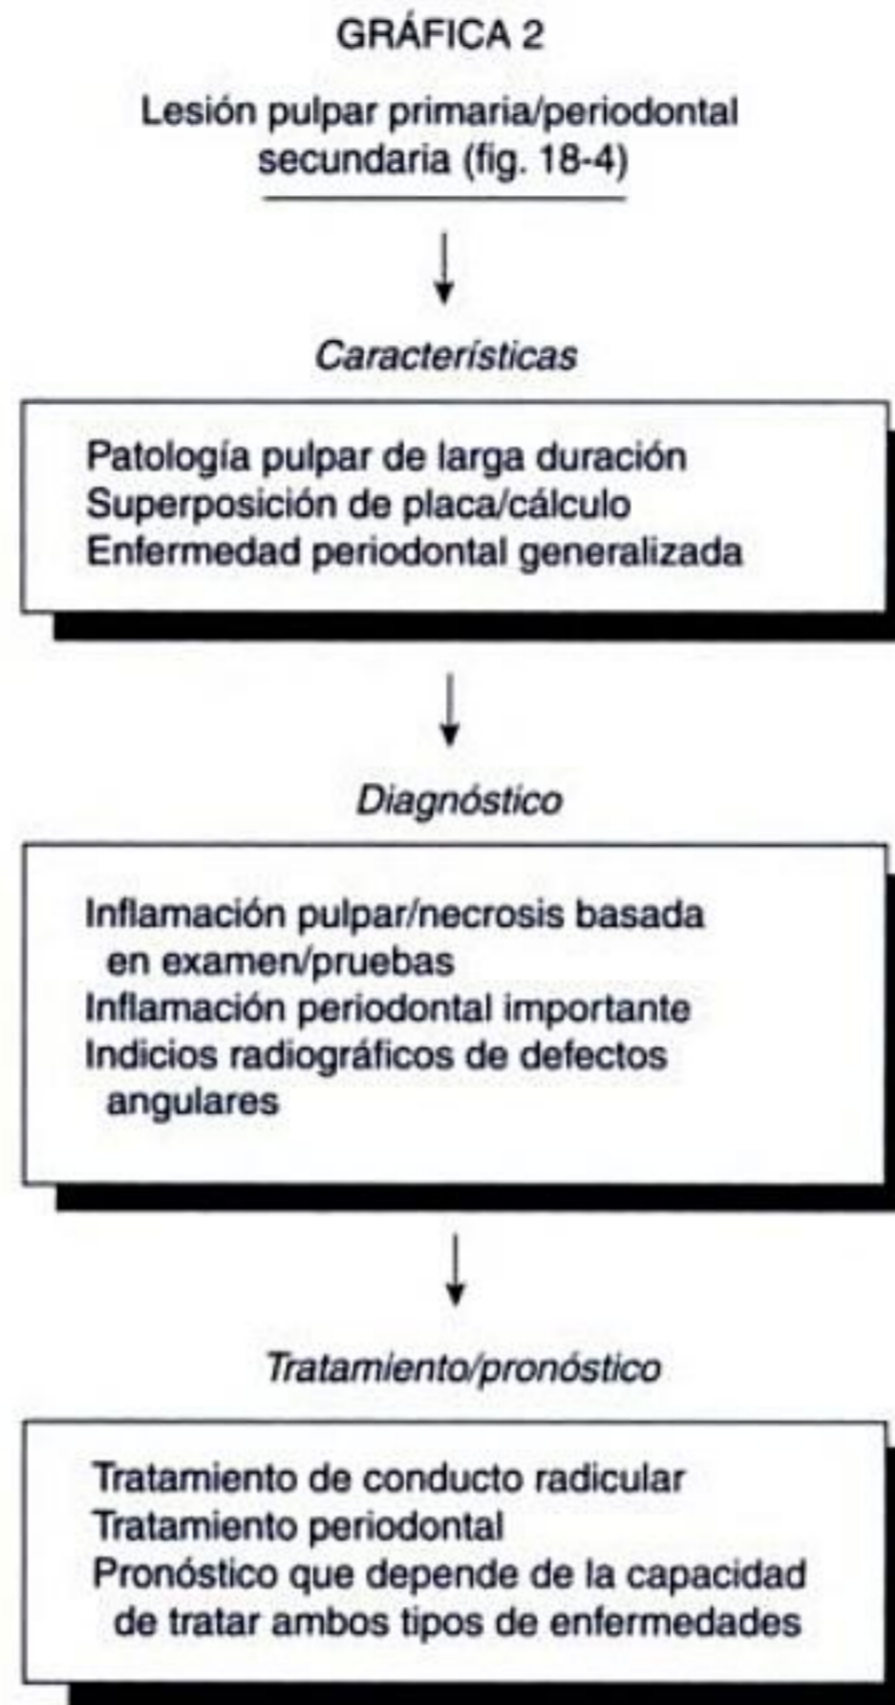 GRÁFICA 2
Lesión pulpar primaria/periodontal
secundaria (fig. 18-4)
Características
Patología pulpar de larga duración
Superposición de placa/cálculo
Enfermedad periodontal generalizada
Diagnóstico
Inflamación pulpar/necrosis basada
en examen/pruebas
Inflamación periodontal importante
Indicios radiográficos de defectos
angulares
Tratamiento/pronóstico
Tratamiento de conducto radicular
Tratamiento periodontal
Pronóstico que depende de la capacidad
de tratar ambos tipos de enfermedades